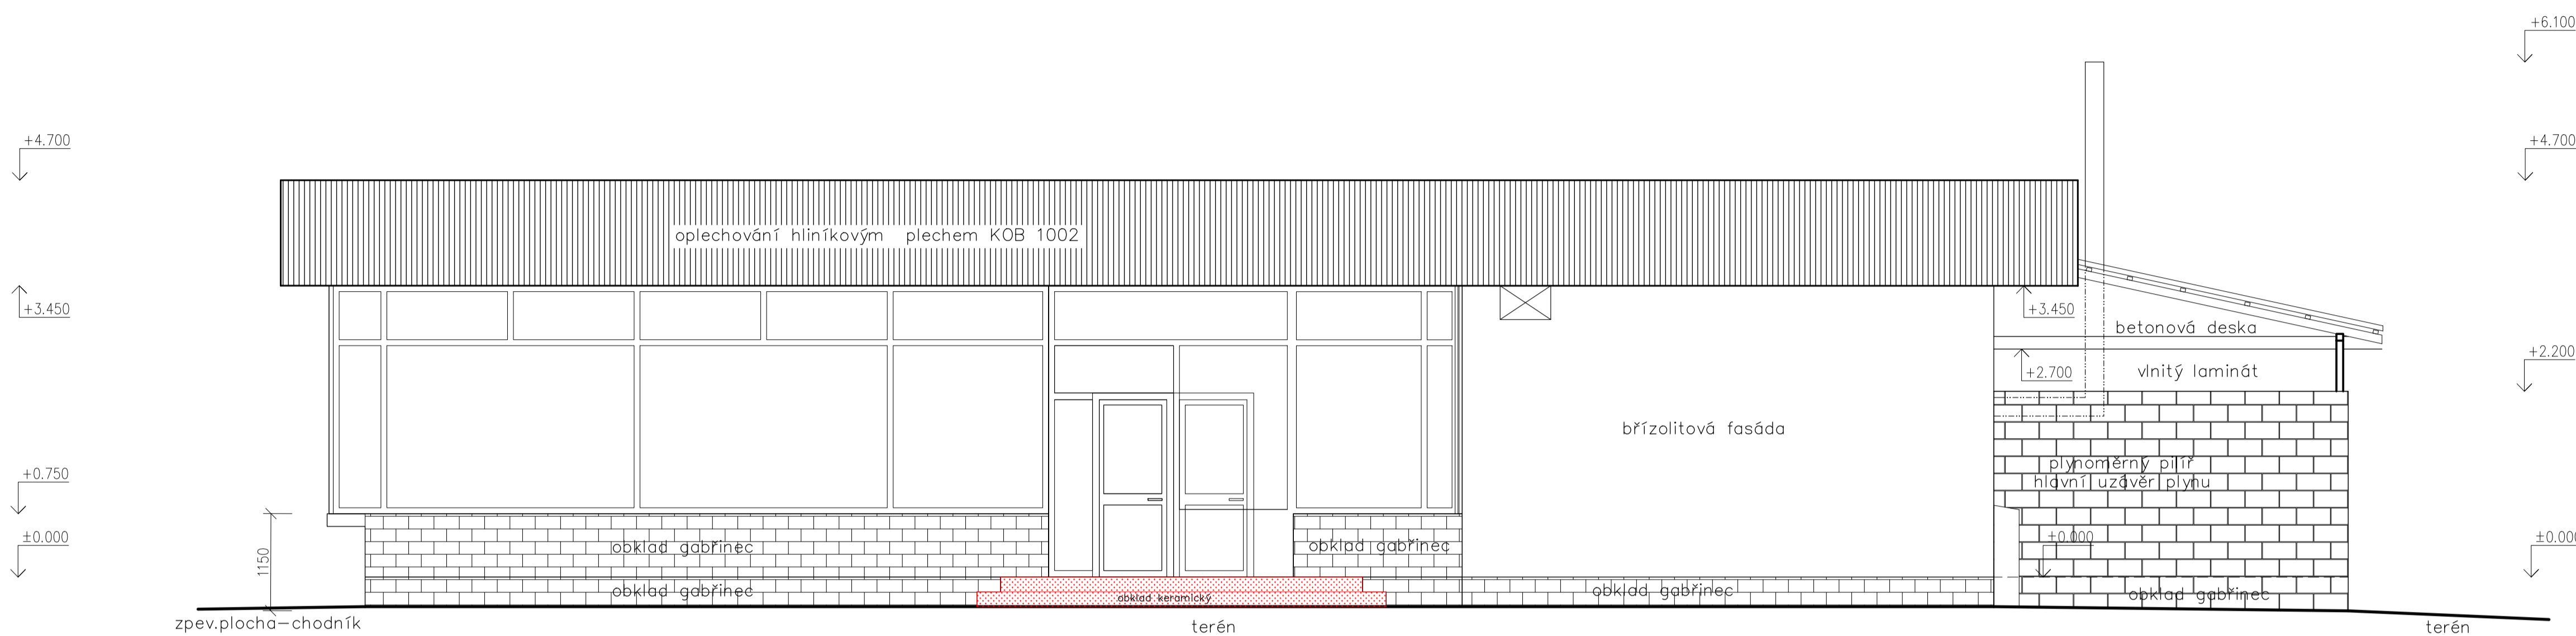 +6.100
+4.700
+4.700
oplechování hliníkovým plechem KOB 1002
+3.450
+3.450
betonová deska
+2.200
+2.700
vlnitý laminát
břízolitová fasáda
plynoměrný pilíř
hlavní uzávěr plynu
+0.750
±0.000
±0.000
±0.000
1150
obklad gabřinec
obklad gabřinec
obklad gabřinec
obklad gabřinec
obklad gabřinec
obklad keramický
zpev.plocha-chodník
terén
terén